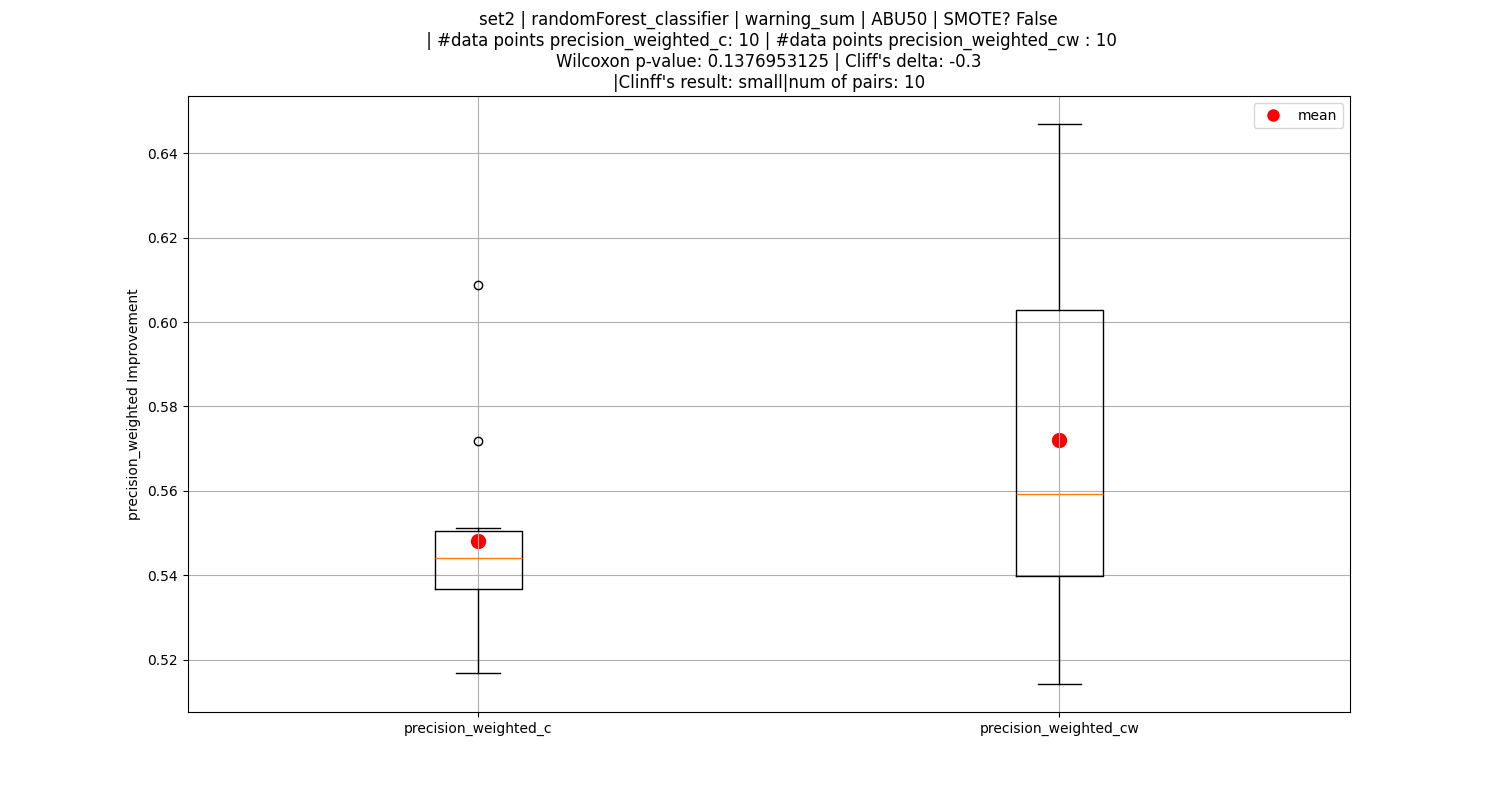 set2 | randomForest_classifier | warning_sum | ABU50 | SMOTE? False
| #data points precision_weighted_c: 10 | #data points precision_weighted_cw : 10
Wilcoxon p-value: 0.1376953125 | Cliff's delta: -0.3
|Clinff's result: small|num of pairs: 10
mean
0.64
0.62
0.60
0.58
0.56
0.54
0.52
precision_weighted Improvement
precision_weighted_c
precision_weighted_cw